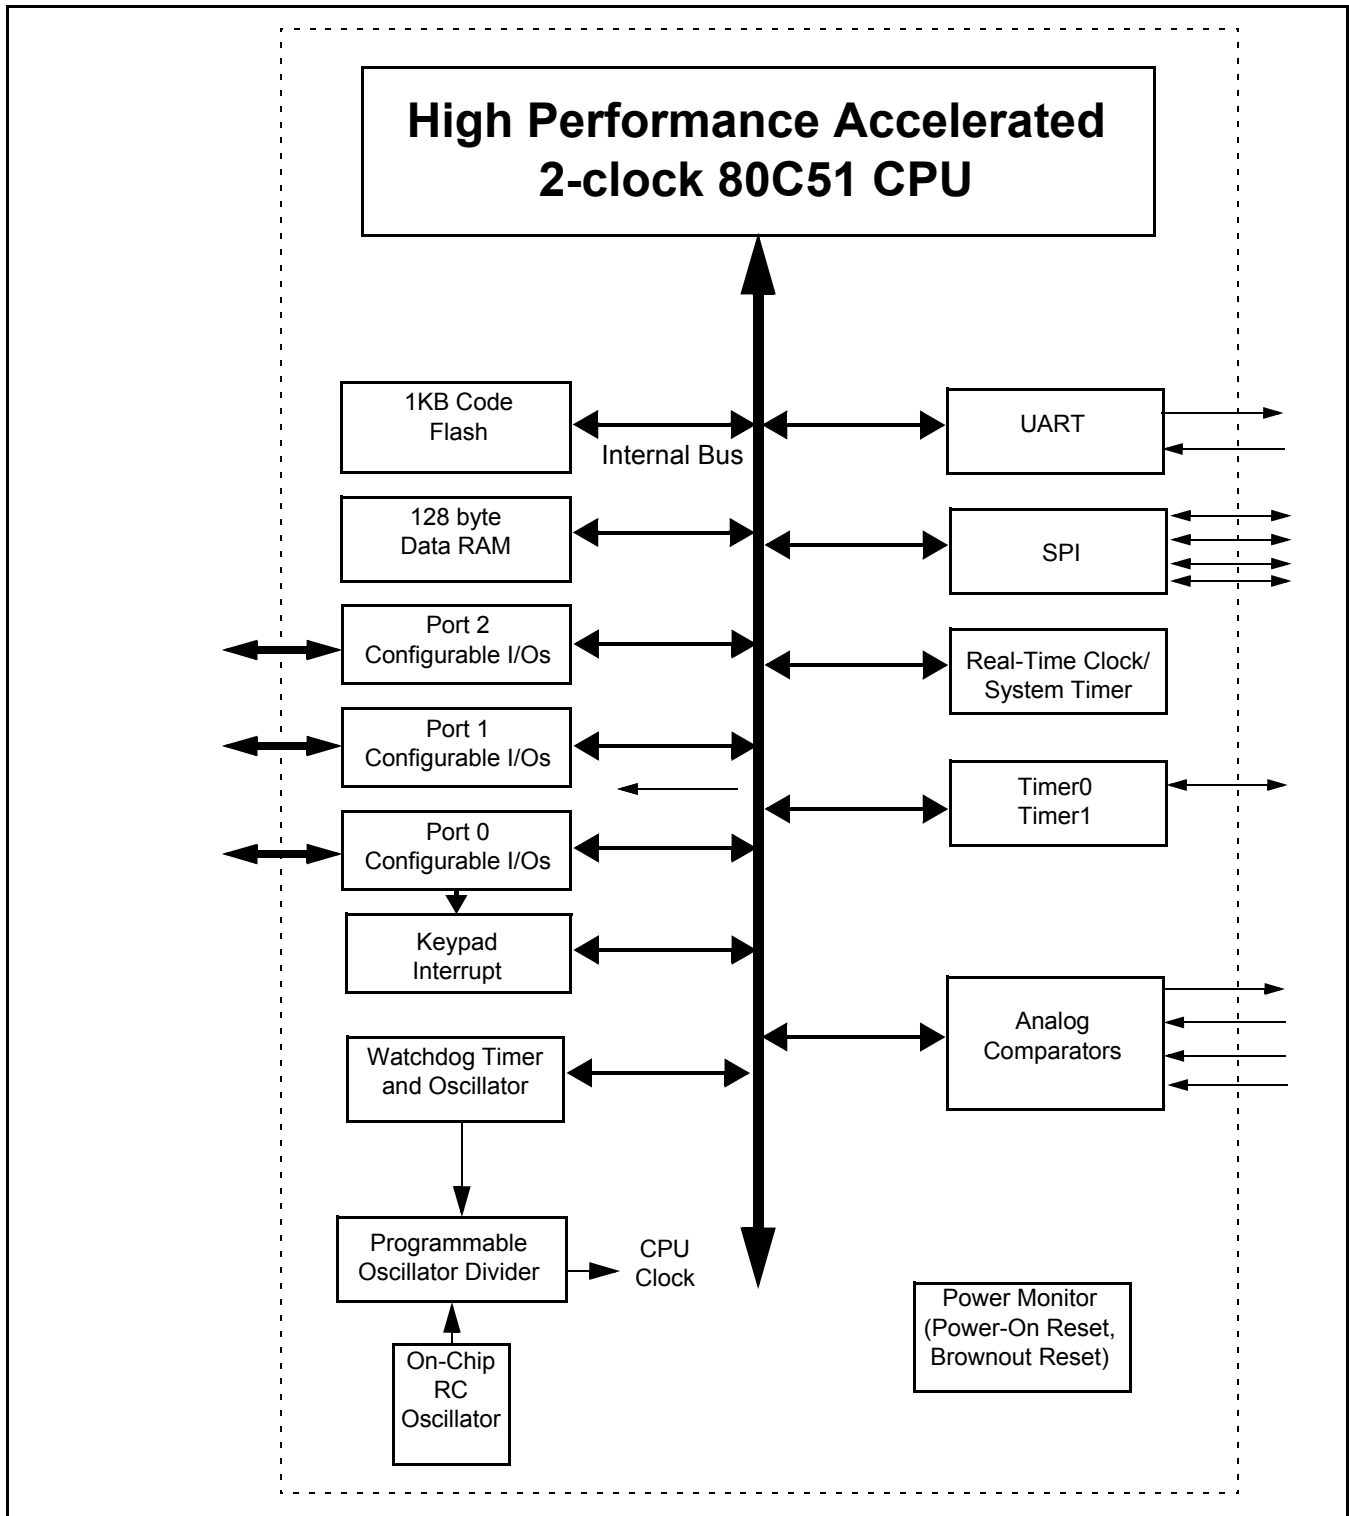 High Performance Accelerated
2-clock 80C51 CPU
1KB Code
Flash
Internal Bus
128 byte
Data RAM
Port 2
Configurable I/Os
Port 1
Configurable I/Os
Port 0
Configurable I/Os
Keypad
Interrupt
Watchdog Timer
and Oscillator
Programmable
Oscillator Divider
CPU
Clock
On-Chip
RC
Oscillator
UART
SPI
Real-Time Clock/
System Timer
Timer0
Timer1
Analog
Comparators
Power Monitor
(Power-On Reset,
Brownout Reset)